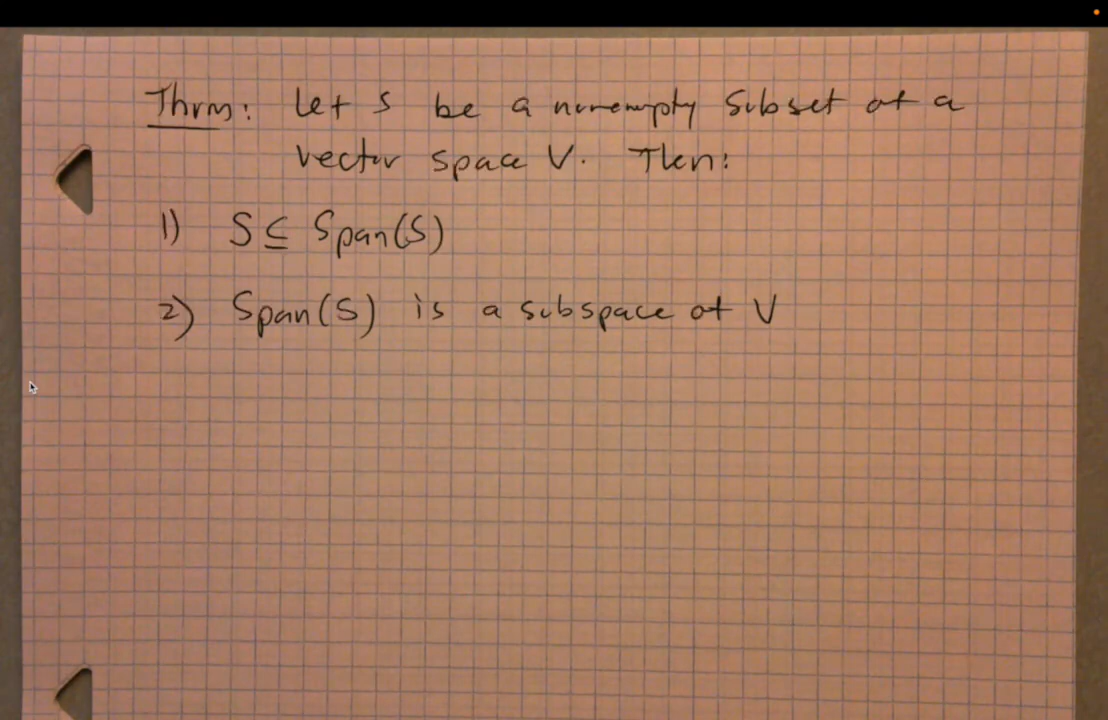 Thrm: Let S be a nonempty subset of a
vector space V. Then:
1) S ⊆ Span(S)
2) Span(S) is a subspace of V